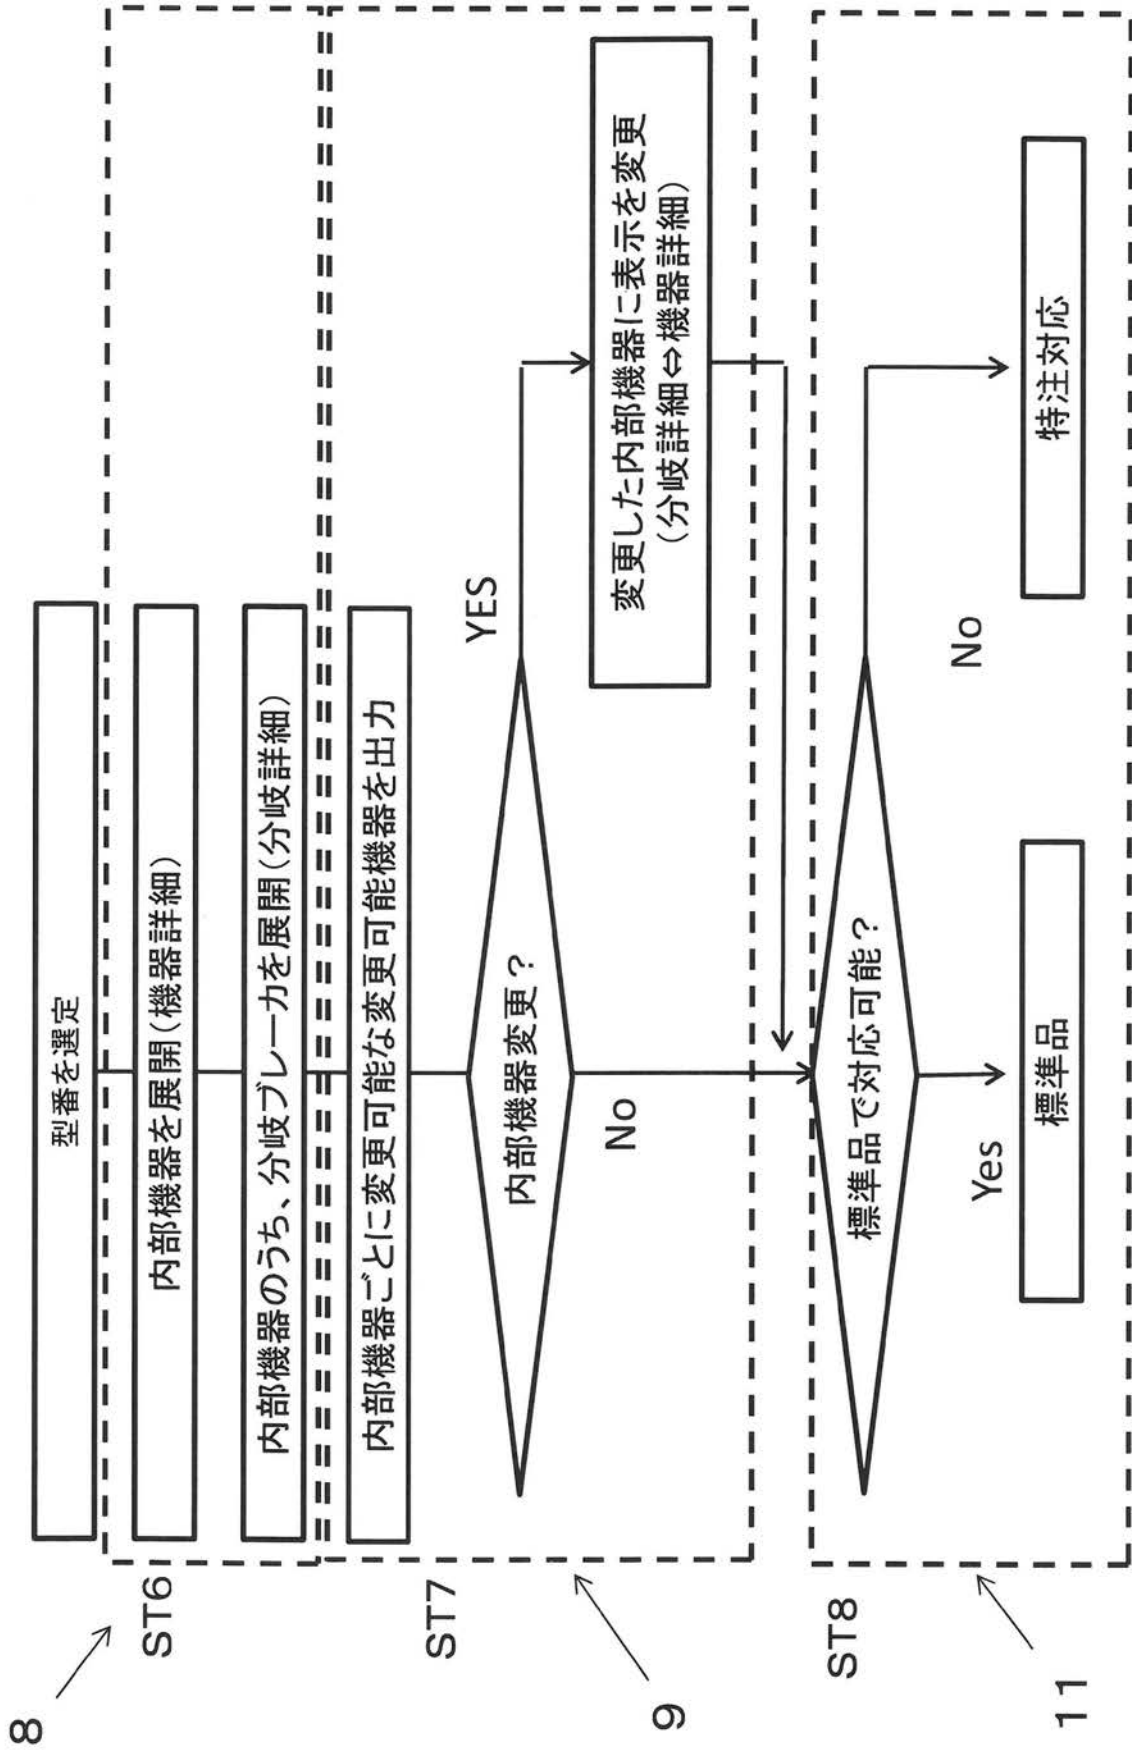 型番を選定
8
ST6
内部機器を展開(機器詳細)
内部機器のうち、分岐ブレーカを展開(分岐詳細)
ST7
内部機器ごとに変更可能な変更可能機器を出力
内部機器変更?
YES
No
変更した内部機器に表示を変更
(分岐詳細⇔機器詳細)
9
ST8
標準品で対応可能?
Yes
No
標準品
特注対応
11